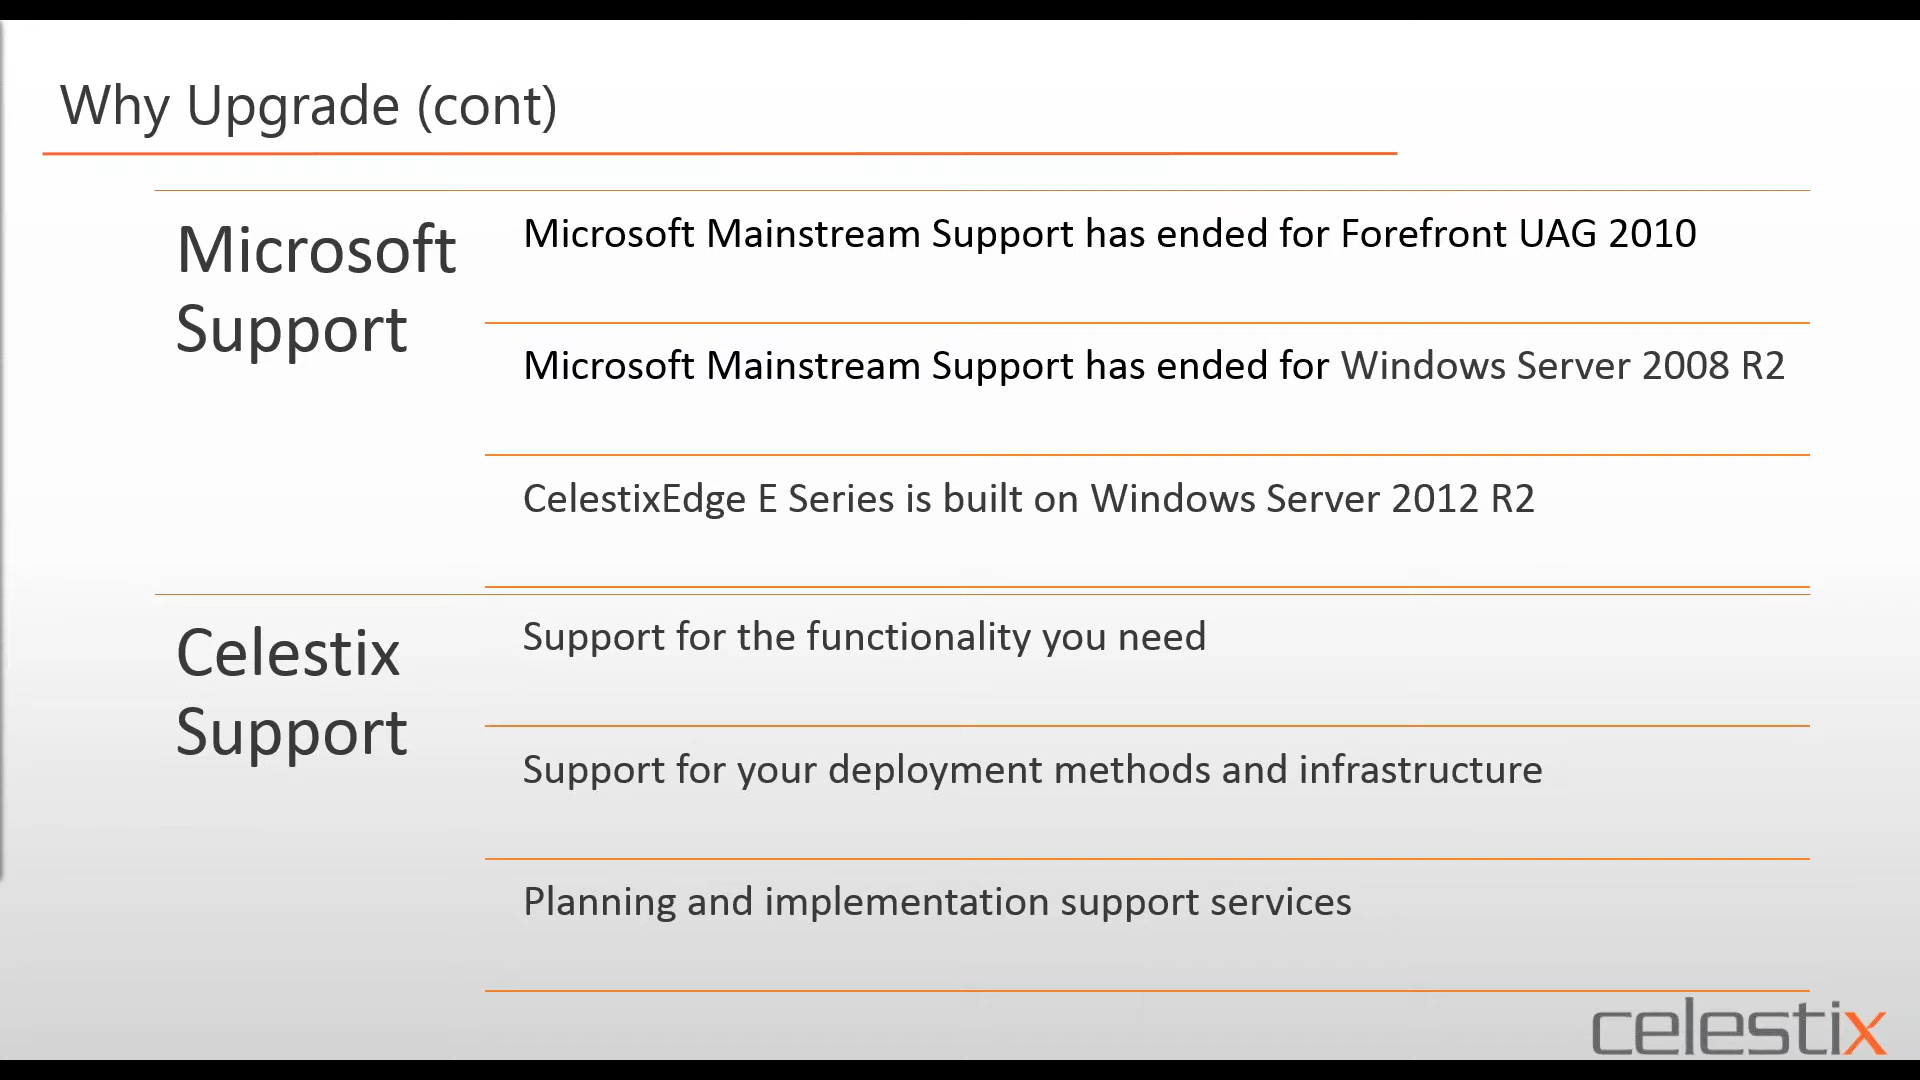 Why Upgrade (cont)
Microsoft
Support
Microsoft Mainstream Support has ended for Forefront UAG 2010
Microsoft Mainstream Support has ended for Windows Server 2008 R2
CelestixEdge E Series is built on Windows Server 2012 R2
Celestix
Support
Support for the functionality you need
Support for your deployment methods and infrastructure
Planning and implementation support services
celestix